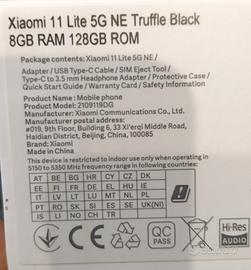 Xiaomi 11 Lite 5G NE Truffle Black
8GB RAM 128GB ROM
Package contents: Xiaomi 11 Lite 5G NE /
Adapter / USB Type-C Cable / SIM Eject Tool /
Type-C to 3.5 mm Headphone Adapter / Protective Case /
Quick Start Guide / Warranty Card / Safety Information
Product type: Mobile phone
Model: 2109119DG
Manufacturer: Xiaomi Communications Co., Ltd.
Manufacturer address:
#019, 9th Floor, Building 6, 33 Xi'erqi Middle Road,
Haidian District, Beijing, China, 100085
Brand: Xiaomi
Made in China
This device is restricted to indoor use only when operating in
5150 to 5350 MHz frequency range in the following countries:
AT BE BG HR CY CZ DK
EE FI FR DE EL HU IE
IT LV LT LU MT NL PL
PT RO SK SI ES SE UK(NI)
IS LI NO CH TR
QC
PASS
Hi-Res
AUDIO